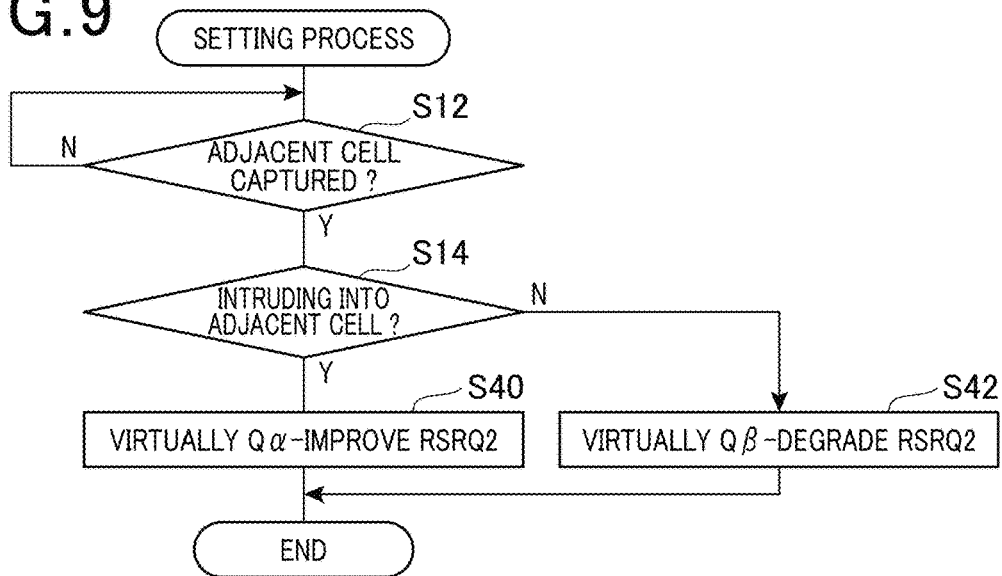 G.9
SETTING PROCESS
S12
N
ADJACENT CELL
CAPTURED ?
Y
S14
INTRUDING INTO
ADJACENT CELL ?
N
Y
S40
S42
VIRTUALLY Qα-IMPROVE RSRQ2
VIRTUALLY Qβ-DEGRADE RSRQ2
END